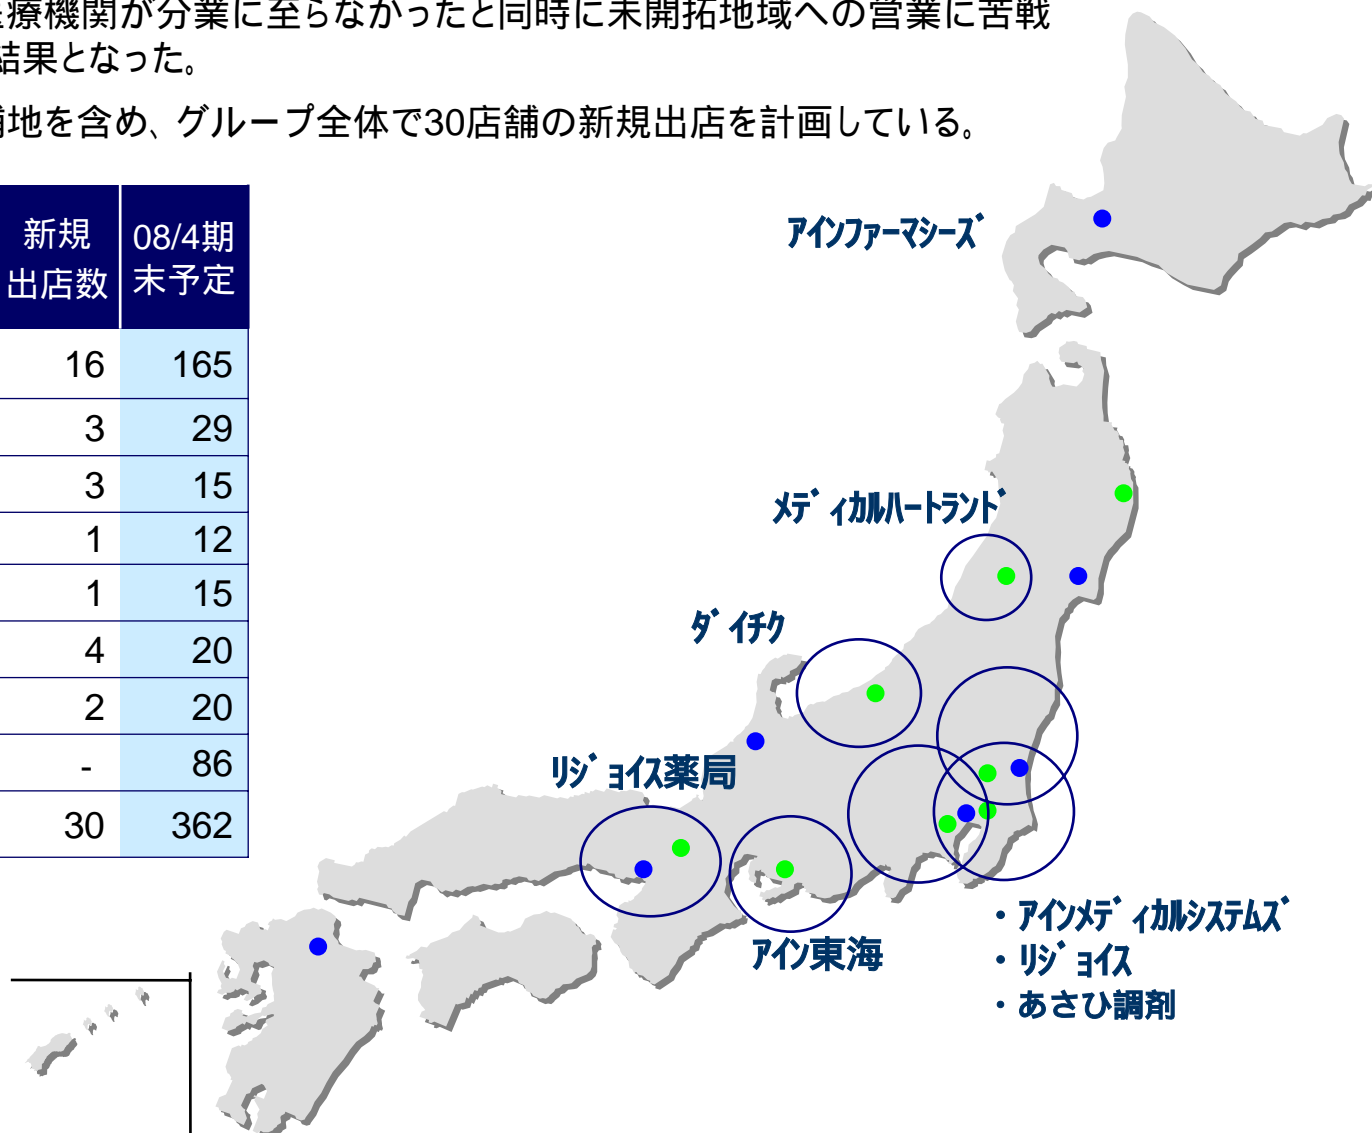 療機関が分業に至らなかったと同時に未開拓地域への営業に苦戦
結果となった。
地を含め、グループ全体で30店舗の新規出店を計画している。
新規
出店数
08/4期
末予定
16 165
3 29
3 15
1 12
1 15
4 20
2 20
- 86
30 362
ｱｲﾝﾌｧｰﾏｼｰｽﾞ
ﾒﾃﾞｨｶﾙﾊｰﾄﾗﾝﾄﾞ
ﾀﾞｲﾁｸ
ﾘｼﾞｮｲｽ薬局
ｱｲﾝ東海
・ｱｲﾝﾒﾃﾞｨｶﾙｼｽﾃﾑｽﾞ
・ﾘｼﾞｮｲｽ
・あさひ調剤